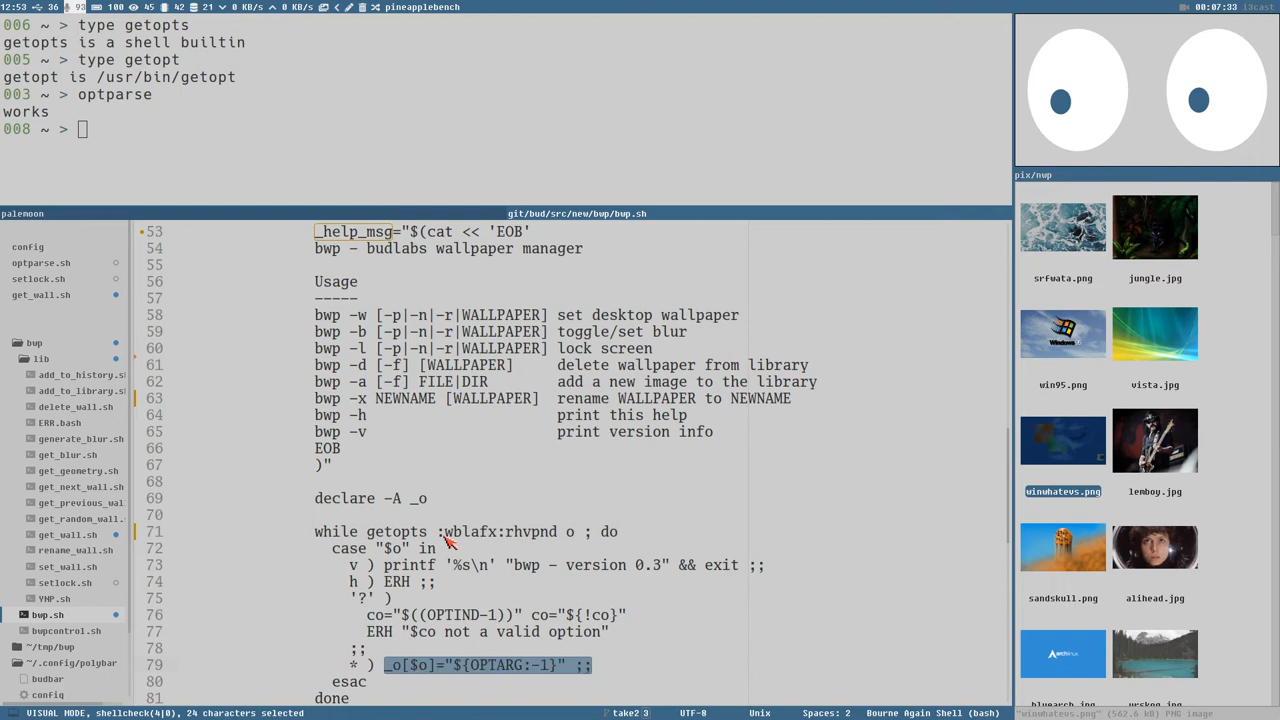 12:53 36 93 100 45 42 21 0 KB/s 0 KB/s pineapplebench
00:07:33 i3cast
006 ~ > type getopts
getopts is a shell builtin
005 ~ > type getopt
getopt is /usr/bin/getopt
003 ~ > optparse
works
008 ~ >
palemoon
git/bud/src/new/bwp/bwp.sh
config
optparse.sh
setlock.sh
get_wall.sh
bwp
lib
add_to_history.s
add_to_library.s
delete_wall.sh
ERR.bash
generate_blur.sh
get_blur.sh
get_geometry.sh
get_next_wall.sh
get_previous_wal
get_random_wall.
get_wall.sh
rename_wall.sh
set_wall.sh
setlock.sh
YNP.sh
bwp.sh
bwpcontrol.sh
~/tmp/bwp
~/.config/polybar
budbar
config
53 _help_msg="$(cat << 'EOB'
54 bwp - budlabs wallpaper manager
55
56 Usage
57 -----
58 bwp -w [-p|-n|-r|WALLPAPER] set desktop wallpaper
59 bwp -b [-p|-n|-r|WALLPAPER] toggle/set blur
60 bwp -l [-p|-n|-r|WALLPAPER] lock screen
61 bwp -d [-f] [WALLPAPER] delete wallpaper from library
62 bwp -a [-f] FILE|DIR add a new image to the library
63 bwp -x NEWNAME [WALLPAPER] rename WALLPAPER to NEWNAME
64 bwp -h print this help
65 bwp -v print version info
66 EOB
67 )"
68
69 declare -A _o
70
71 while getopts :wblafx:rhvpnd o ; do
72 case "$o" in
73 v ) printf '%s\n' "bwp - version 0.3" && exit ;;
74 h ) ERH ;;
75 '?' )
76 co="$((OPTIND-1))" co="${!co}"
77 ERH "$co not a valid option"
78 ;;
79 * ) _o[$o]="${OPTARG:-1}" ;;
80 esac
81 done
VISUAL MODE, shellcheck(4|0), 24 characters selected
take2 3
UTF-8
Unix
Spaces: 2
Bourne Again Shell (bash)
pix/nwp
srfwata.png
jungle.jpg
win95.png
vista.jpg
winwhatevs.png
lemboy.jpg
sandskull.png
alihead.jpg
archlinux
"winwhatevs.png" (562.6 kB) PNG image